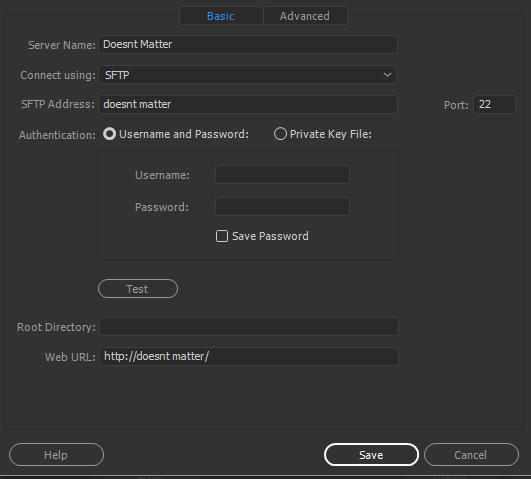 Basic Advanced
Server Name: Doesnt Matter
Connect using: SFTP
SFTP Address: doesnt matter Port: 22
Authentication: Username and Password: Private Key File:
Username:
Password:
Save Password
Test
Root Directory:
Web URL: http://doesnt matter/
Help Save Cancel